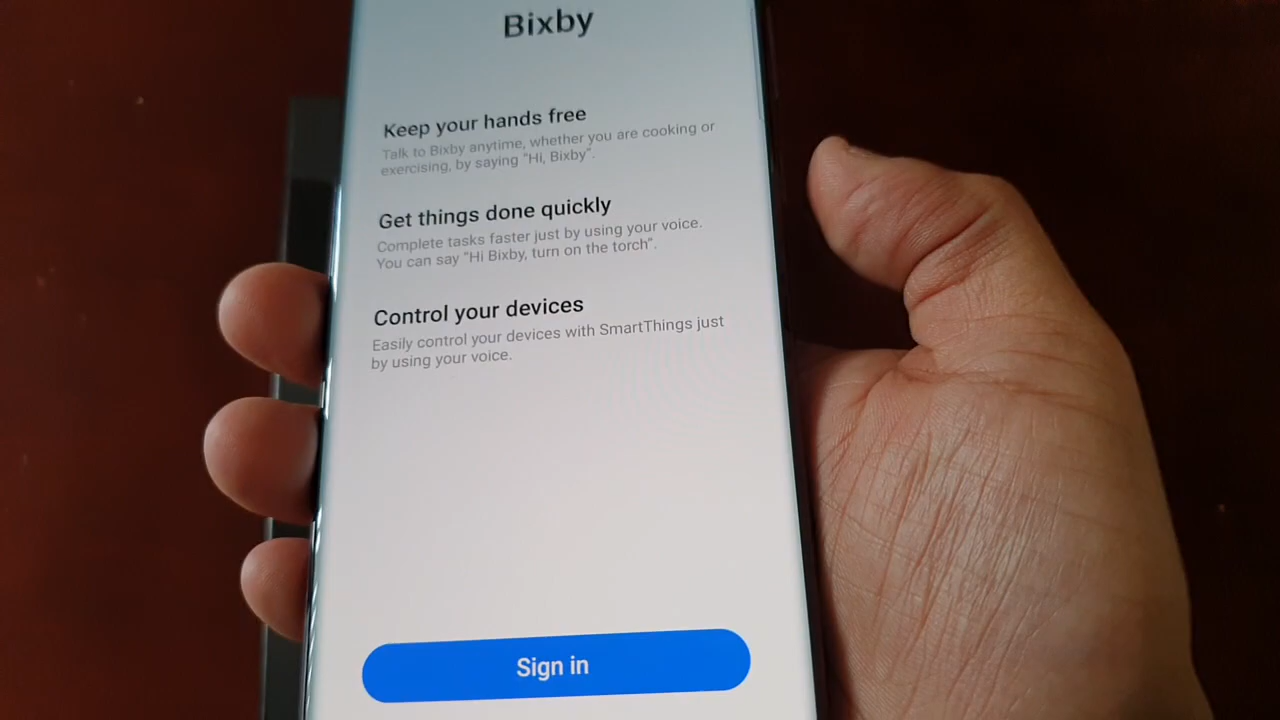 Bixby
Keep your hands free
Talk to Bixby anytime, whether you are cooking or
exercising, by saying "Hi, Bixby".
Get things done quickly
Complete tasks faster just by using your voice.
You can say "Hi Bixby, turn on the torch".
Control your devices
Easily control your devices with SmartThings just
by using your voice.
Sign in